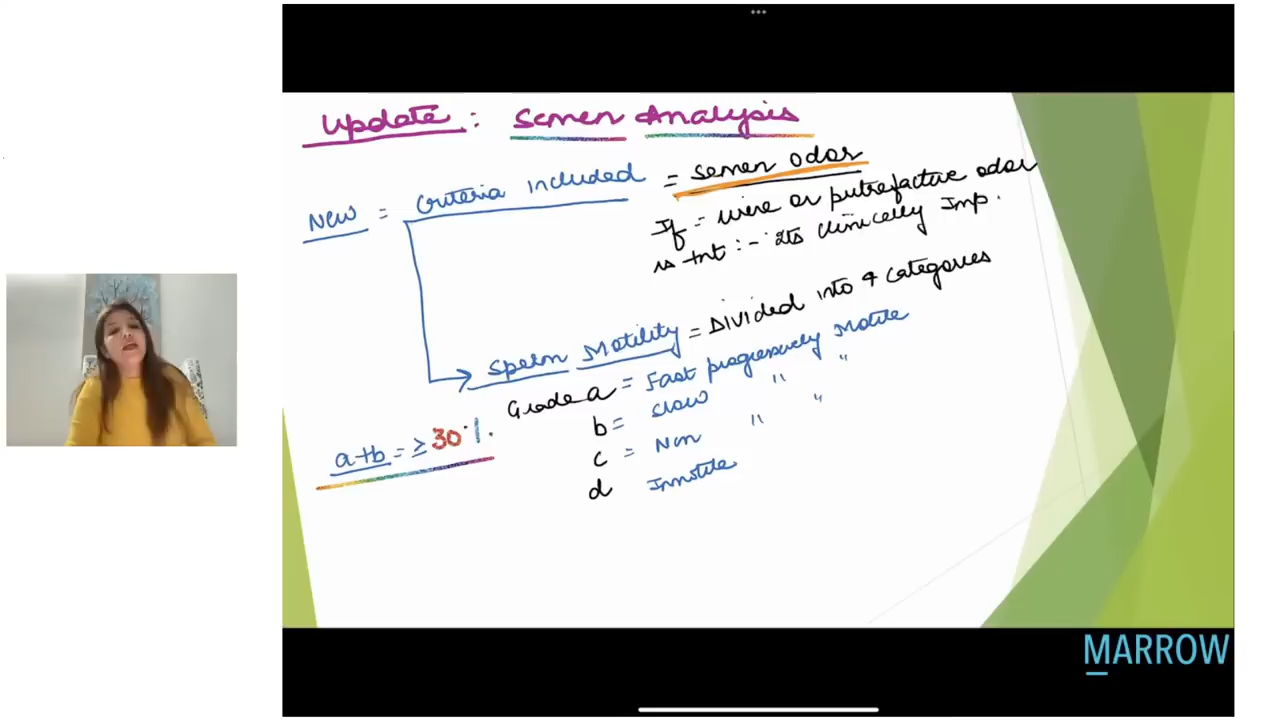 Update: Semen Analysis
New = Criteria included = semen odor
If = urine or putrefactive odor
is +nt :- Its clinically Imp.
Sperm Motility = Divided into 4 categories
Grade a = Fast progressively Motile
b = Slow " "
c = Non " "
d Immotile
a+b = ≥30%.
MARROW